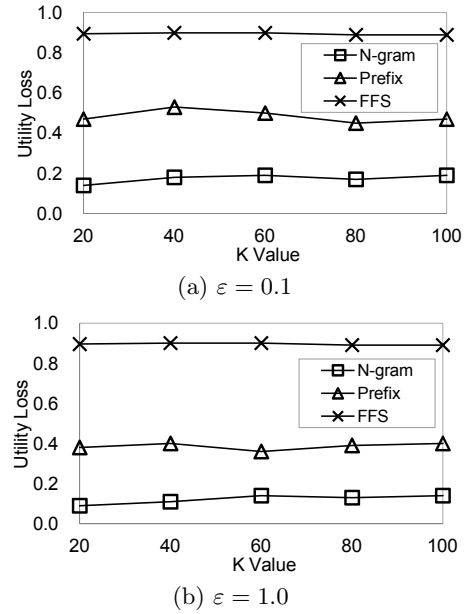 1.0
0.8
0.6
0.4
0.2
0.0
Utility Loss
N-gram
Prefix
FFS
20 40 60 80 100
K Value
(a) ε = 0.1
1.0
0.8
0.6
0.4
0.2
0.0
Utility Loss
N-gram
Prefix
FFS
20 40 60 80 100
K Value
(b) ε = 1.0